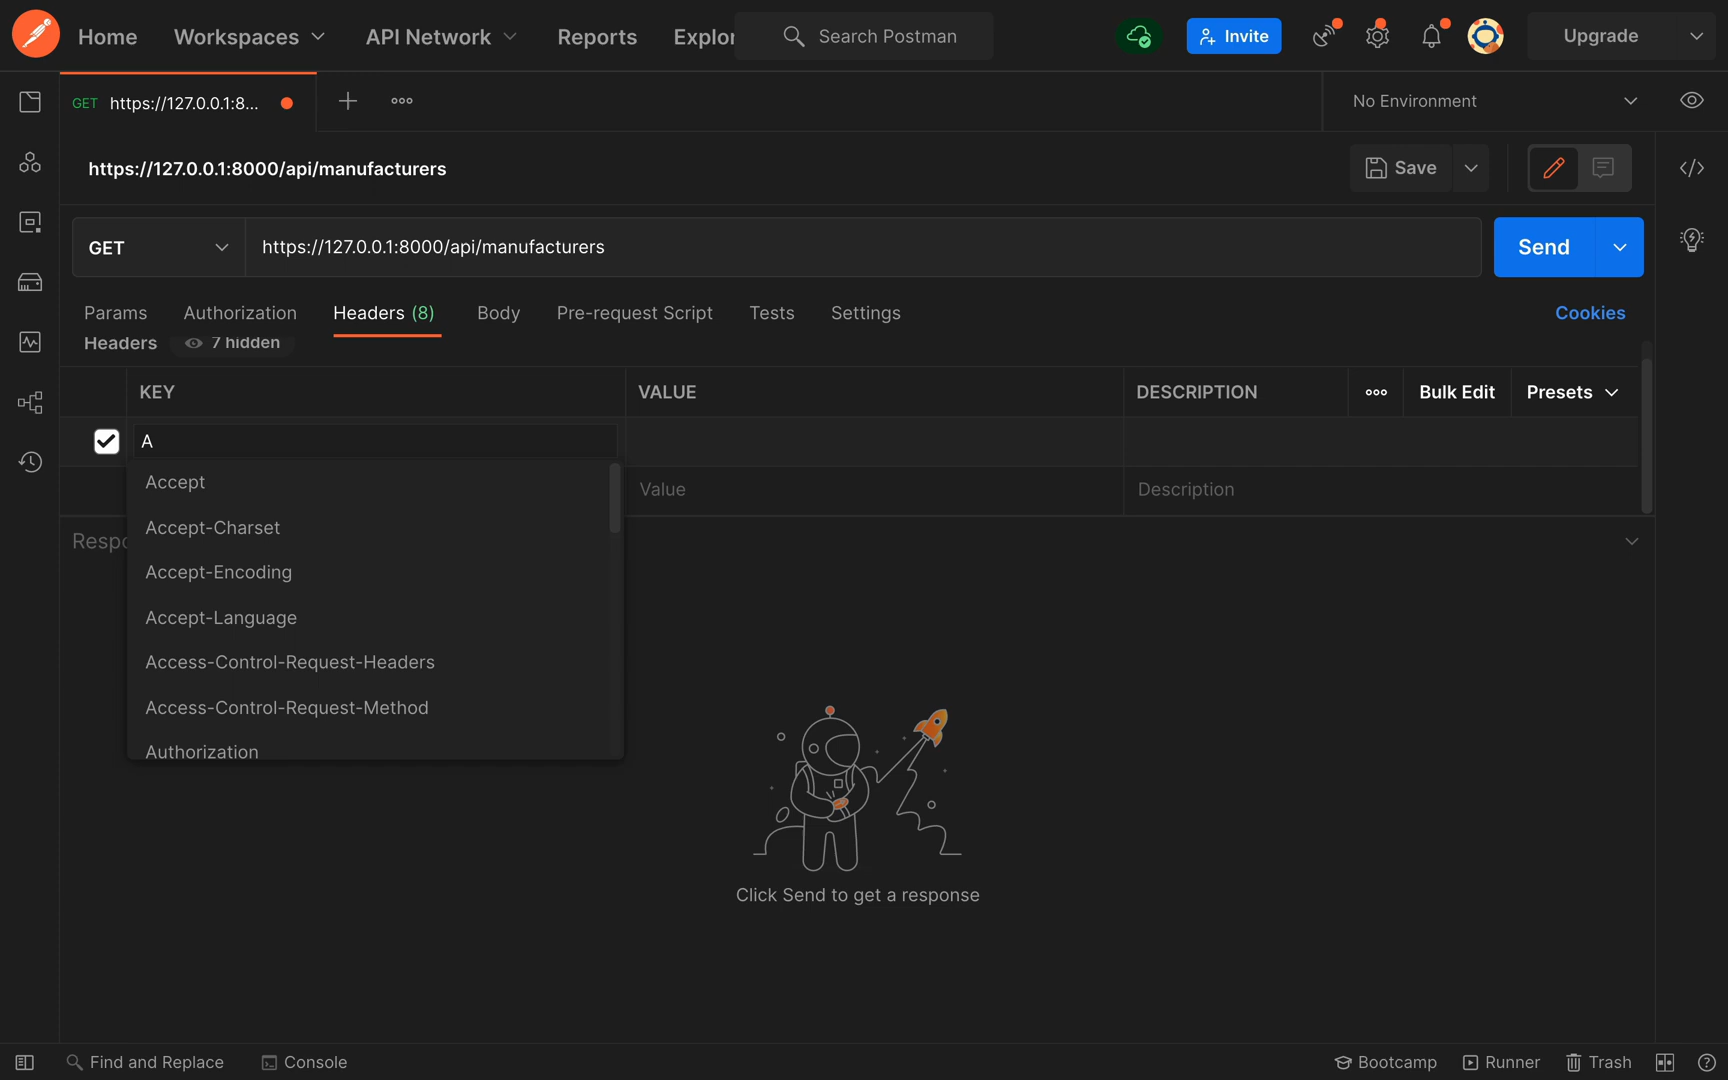 Home Workspaces API Network Reports Explor Search Postman Invite Upgrade
GET https://127.0.0.1:8... No Environment
https://127.0.0.1:8000/api/manufacturers Save
GET https://127.0.0.1:8000/api/manufacturers Send
Params Authorization Headers (8) Body Pre-request Script Tests Settings Cookies
Headers 7 hidden
KEY VALUE DESCRIPTION Bulk Edit Presets
A
Accept
Value Description
Accept-Charset
Respo
Accept-Encoding
Accept-Language
Access-Control-Request-Headers
Access-Control-Request-Method
Authorization
Click Send to get a response
Find and Replace Console Bootcamp Runner Trash